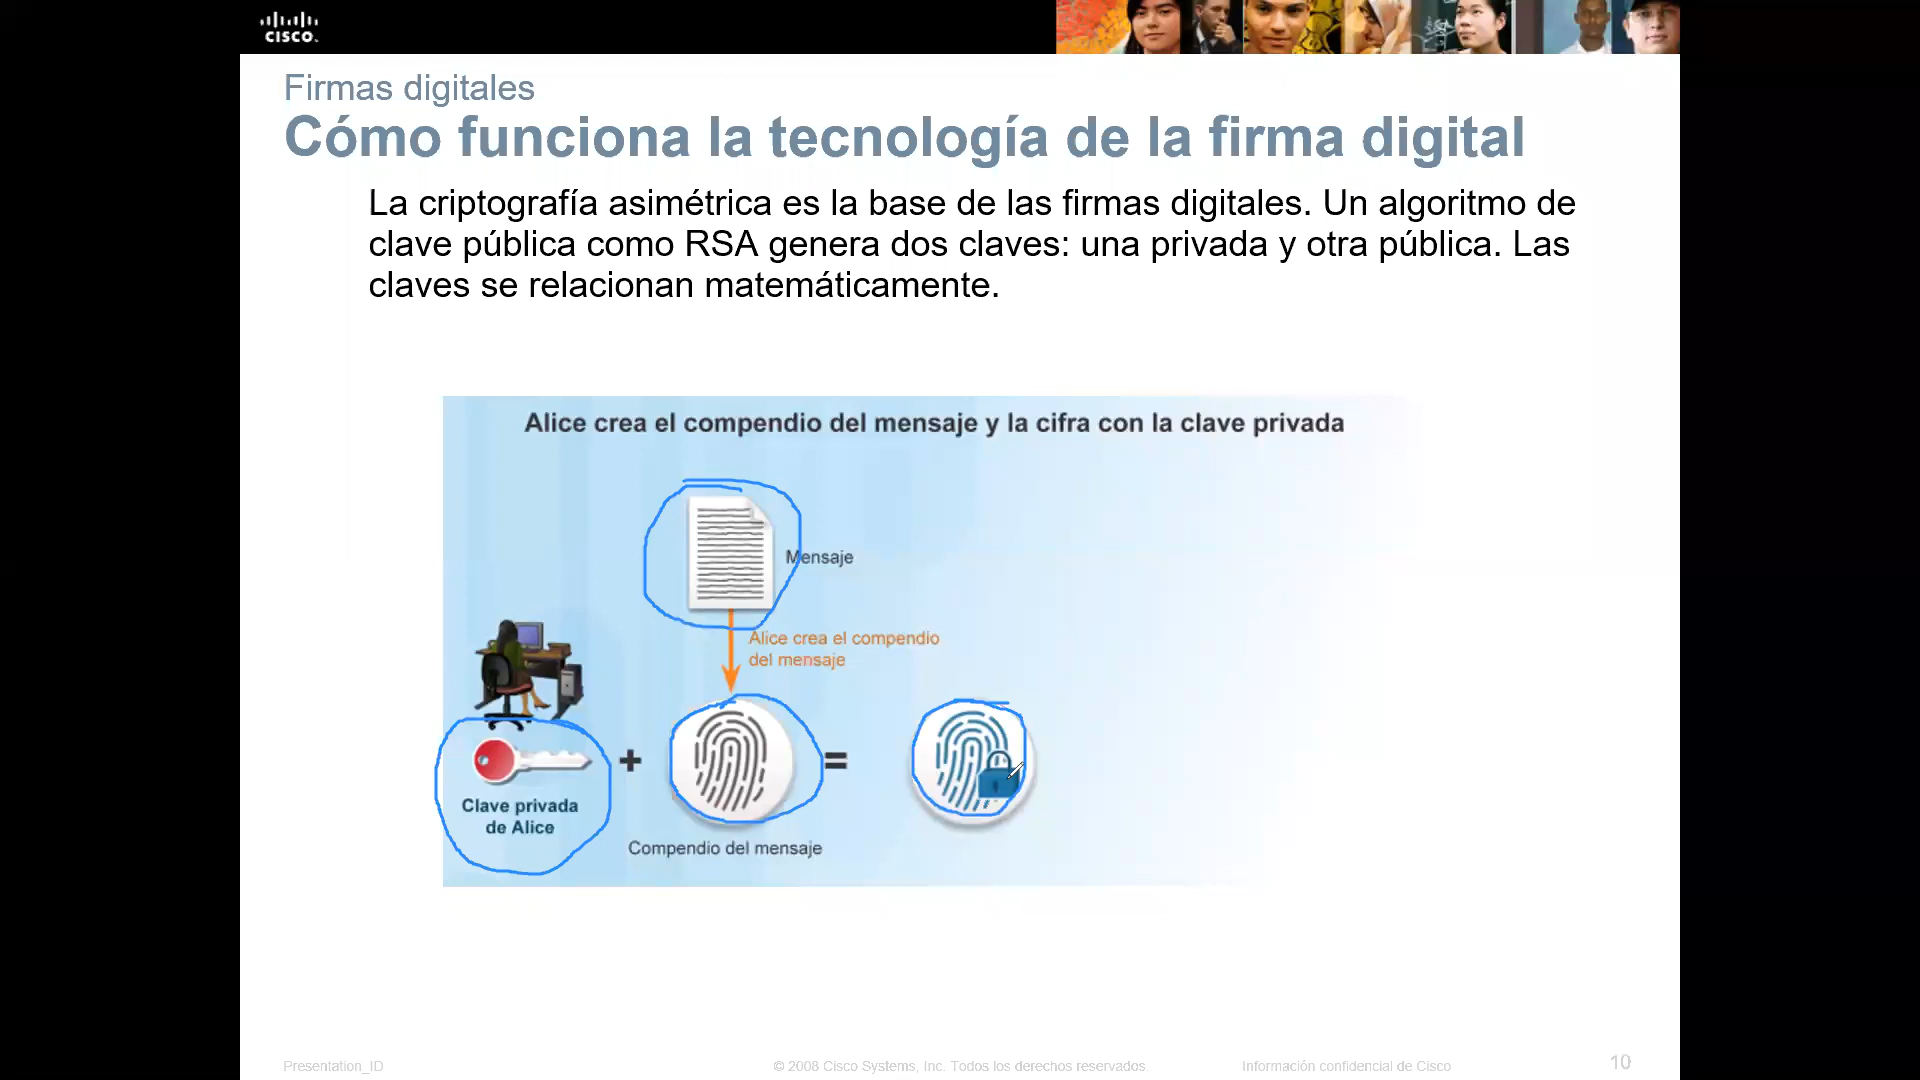 CISCO.
Firmas digitales
Cómo funciona la tecnología de la firma digital
La criptografía asimétrica es la base de las firmas digitales. Un algoritmo de
clave pública como RSA genera dos claves: una privada y otra pública. Las
claves se relacionan matemáticamente.
Alice crea el compendio del mensaje y la cifra con la clave privada
Mensaje
Alice crea el compendio
del mensaje
+
=
Clave privada
de Alice
Compendio del mensaje
Presentation_ID
© 2008 Cisco Systems, Inc. Todos los derechos reservados.
Información confidencial de Cisco
10